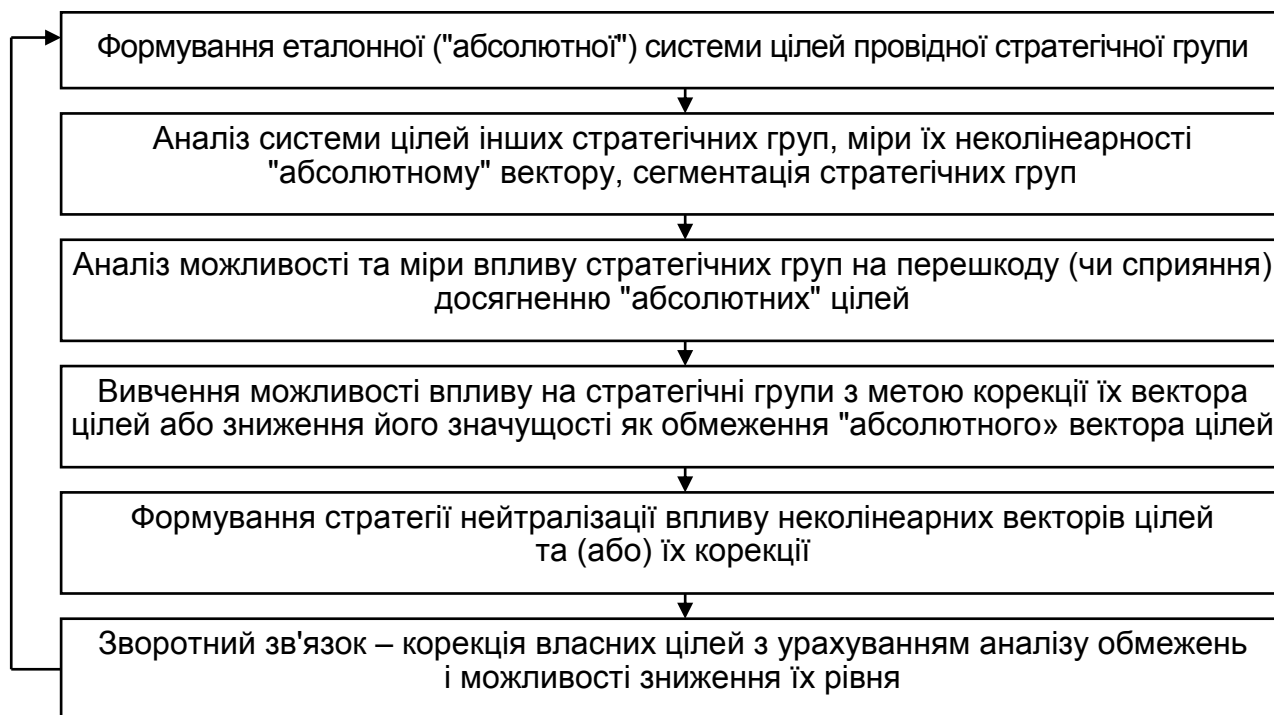 Формування еталонної ("абсолютної") системи цілей провідної стратегічної групи
Аналіз системи цілей інших стратегічних груп, міри їх неколінеарності
"абсолютному" вектору, сегментація стратегічних груп
Аналіз можливості та міри впливу стратегічних груп на перешкоду (чи сприяння)
досягненню "абсолютних" цілей
Вивчення можливості впливу на стратегічні групи з метою корекції їх вектора
цілей або зниження його значущості як обмеження "абсолютного» вектора цілей
Формування стратегії нейтралізації впливу неколінеарних векторів цілей
та (або) їх корекції
Зворотний зв'язок – корекція власних цілей з урахуванням аналізу обмежень
і можливості зниження їх рівня